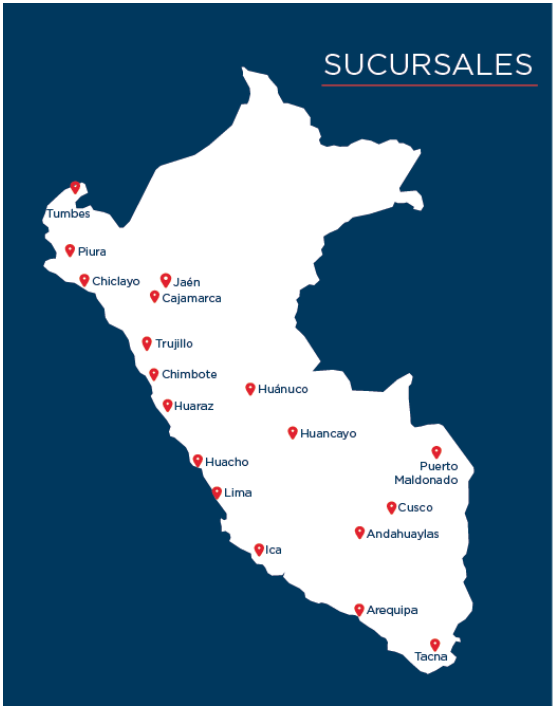 SUCURSALES
Tumbes
Piura
Chiclayo
Jaén
Cajamarca
Trujillo
Chimbote
Huánuco
Huaraz
Huancayo
Huacho
Puerto
Maldonado
Lima
Cusco
Andahuaylas
Ica
Arequipa
Tacna